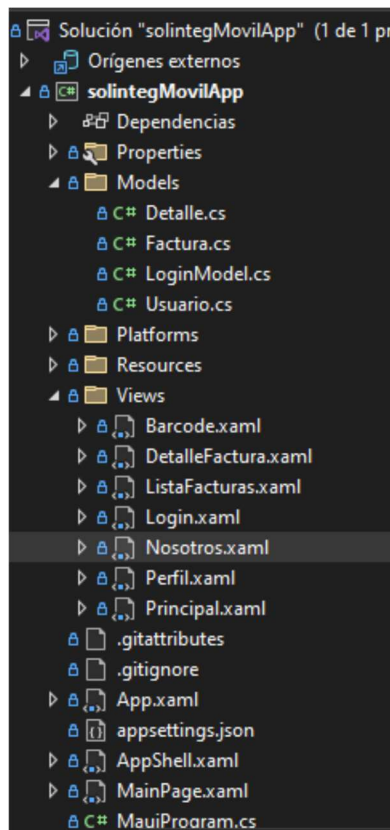 Solución "solintegMovilApp" (1 de 1 pr
Orígenes externos
C# solintegMovilApp
Dependencias
Properties
Models
C# Detalle.cs
C# Factura.cs
C# LoginModel.cs
C# Usuario.cs
Platforms
Resources
Views
Barcode.xaml
DetalleFactura.xaml
ListaFacturas.xaml
Login.xaml
Nosotros.xaml
Perfil.xaml
Principal.xaml
.gitattributes
.gitignore
App.xaml
appsettings.json
AppShell.xaml
MainPage.xaml
C# MauiProgram.cs